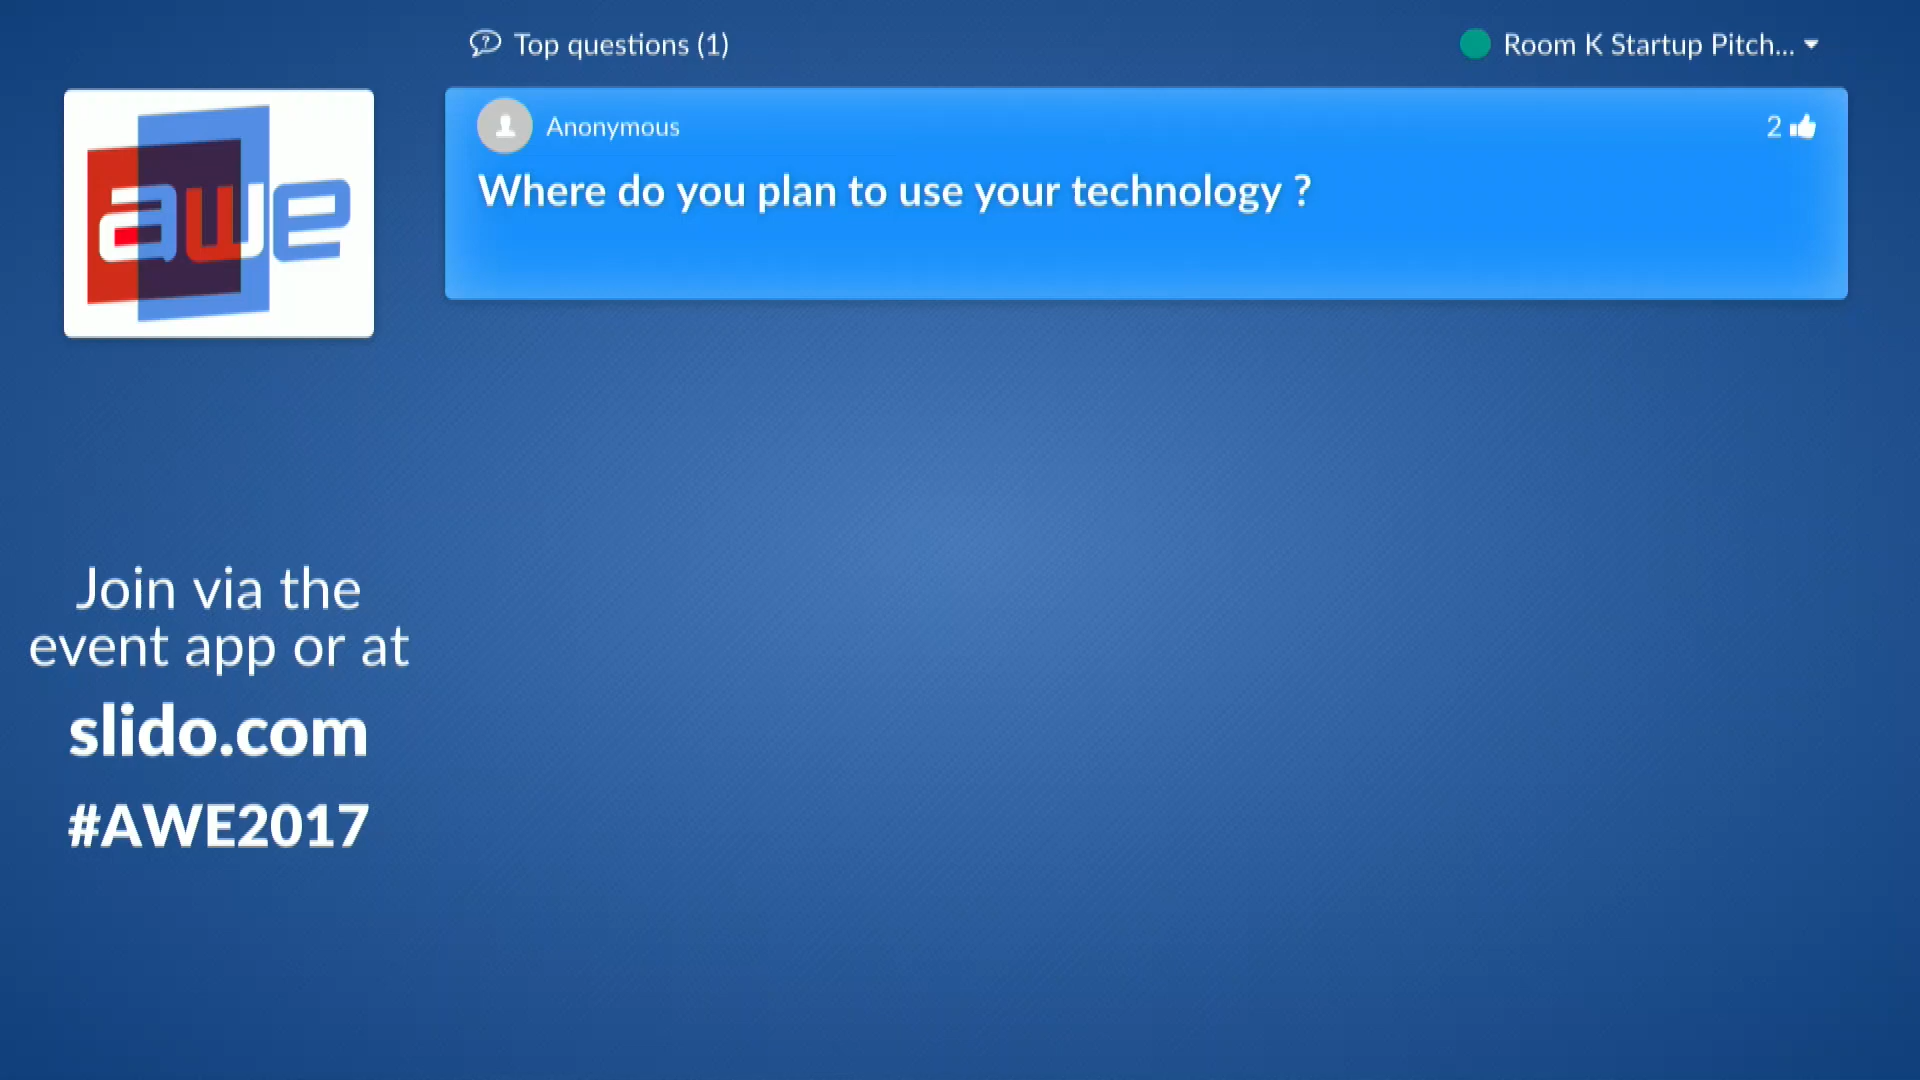 Top questions (1)
Room K Startup Pitch...
awe
Anonymous
2
Where do you plan to use your technology ?
Join via the
event app or at
slido.com
#AWE2017